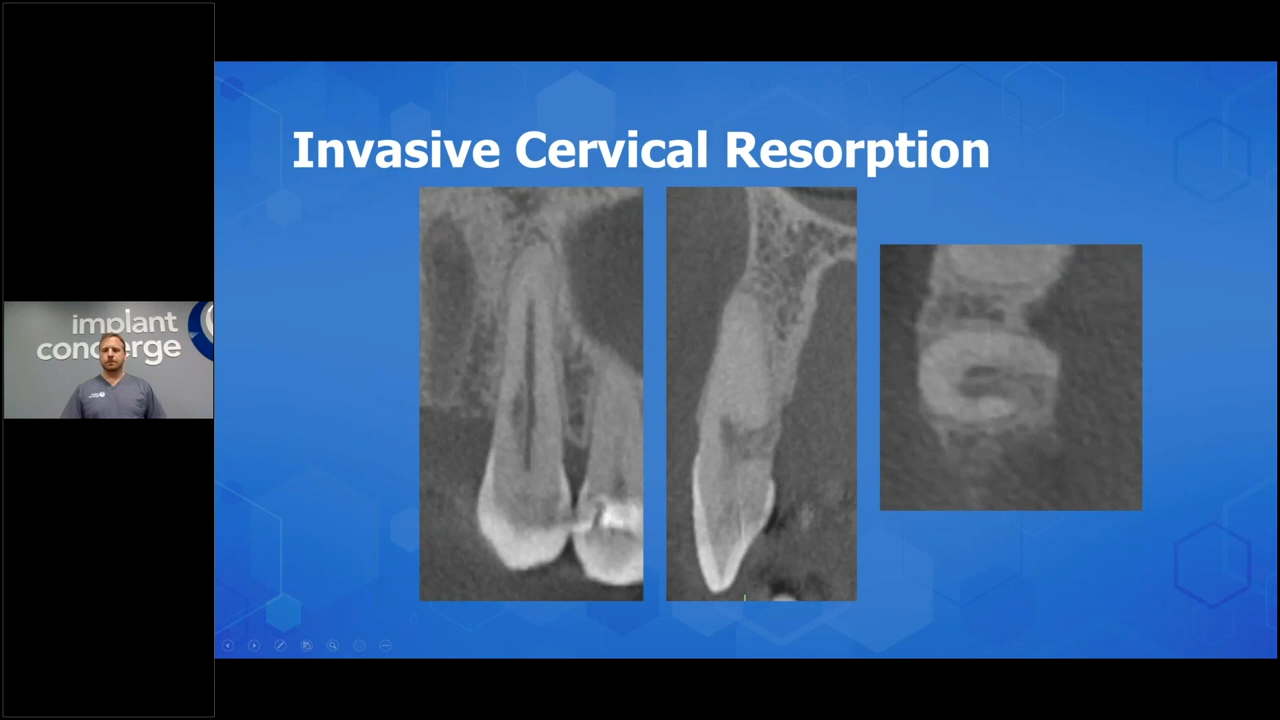 Invasive Cervical Resorption
implant
concierge